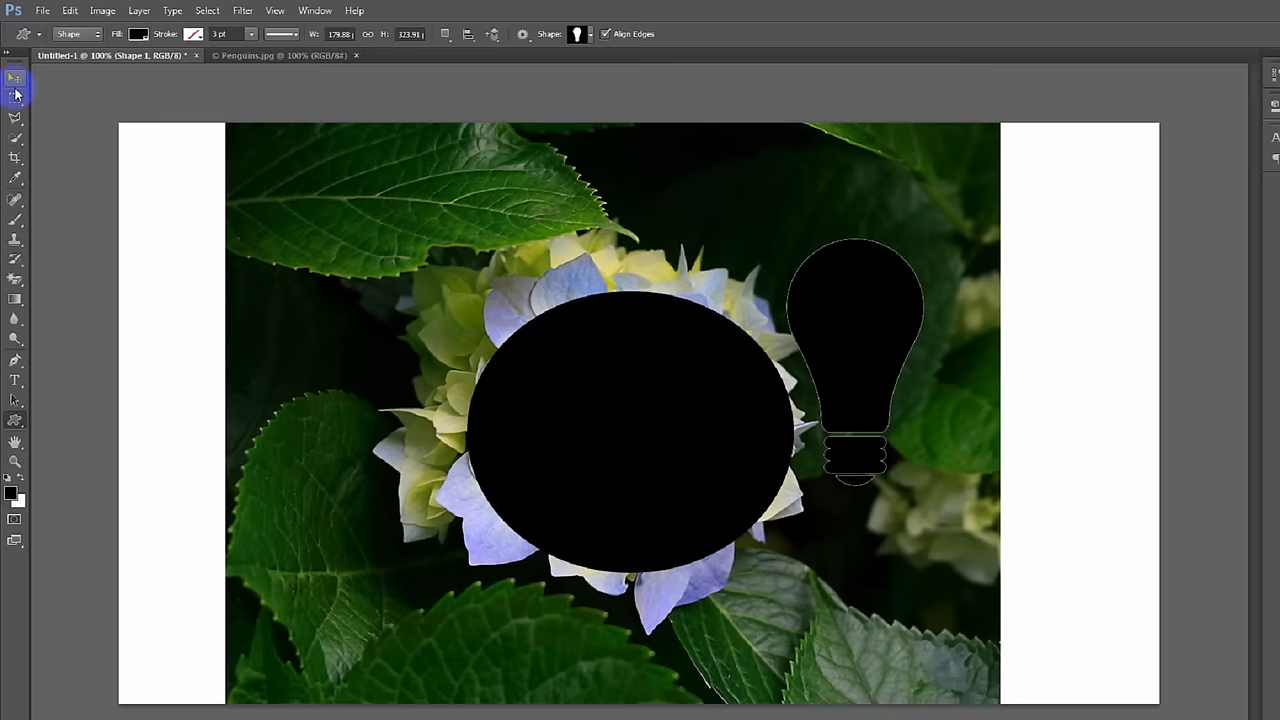 Ps File Edit Image Layer Type Select Filter View Window Help
Shape Fill: Stroke: 3 pt W: 179.88 H: 323.91 Shape: Align Edges
Untitled-1 @ 100% (Shape 1, RGB/8) * × © Penguins.jpg @ 100% (RGB/8#) ×